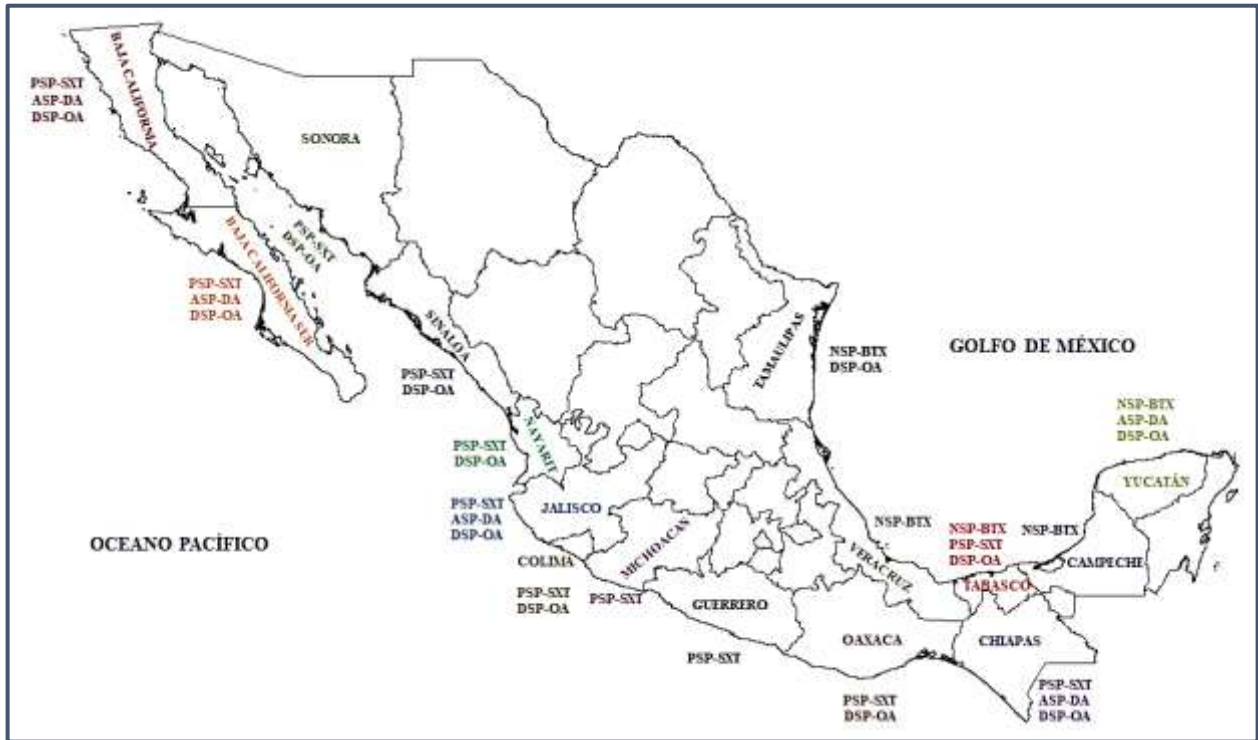 BAJA CALIFORNIA
PSP-SXT
ASP-DA
DSP-OA
SONORA
PSP-SXT
DSP-OA
BAJA CALIFORNIA SUR
PSP-SXT
ASP-DA
DSP-OA
SINALOA
PSP-SXT
DSP-OA
TAMAULIPAS
NSP-BTX
DSP-OA
GOLFO DE MÉXICO
NSP-BTX
ASP-DA
DSP-OA
YUCATÁN
NAYARIT
PSP-SXT
DSP-OA
PSP-SXT
ASP-DA
DSP-OA
JALISCO
OCEANO PACÍFICO
COLIMA
PSP-SXT
DSP-OA
MICHOACAN
PSP-SXT
GUERRERO
PSP-SXT
NSP-BTX
VERACRUZ
NSP-BTX
PSP-SXT
DSP-OA
TABASCO
NSP-BTX
CAMPECHE
OAXACA
PSP-SXT
DSP-OA
CHIAPAS
PSP-SXT
ASP-DA
DSP-OA